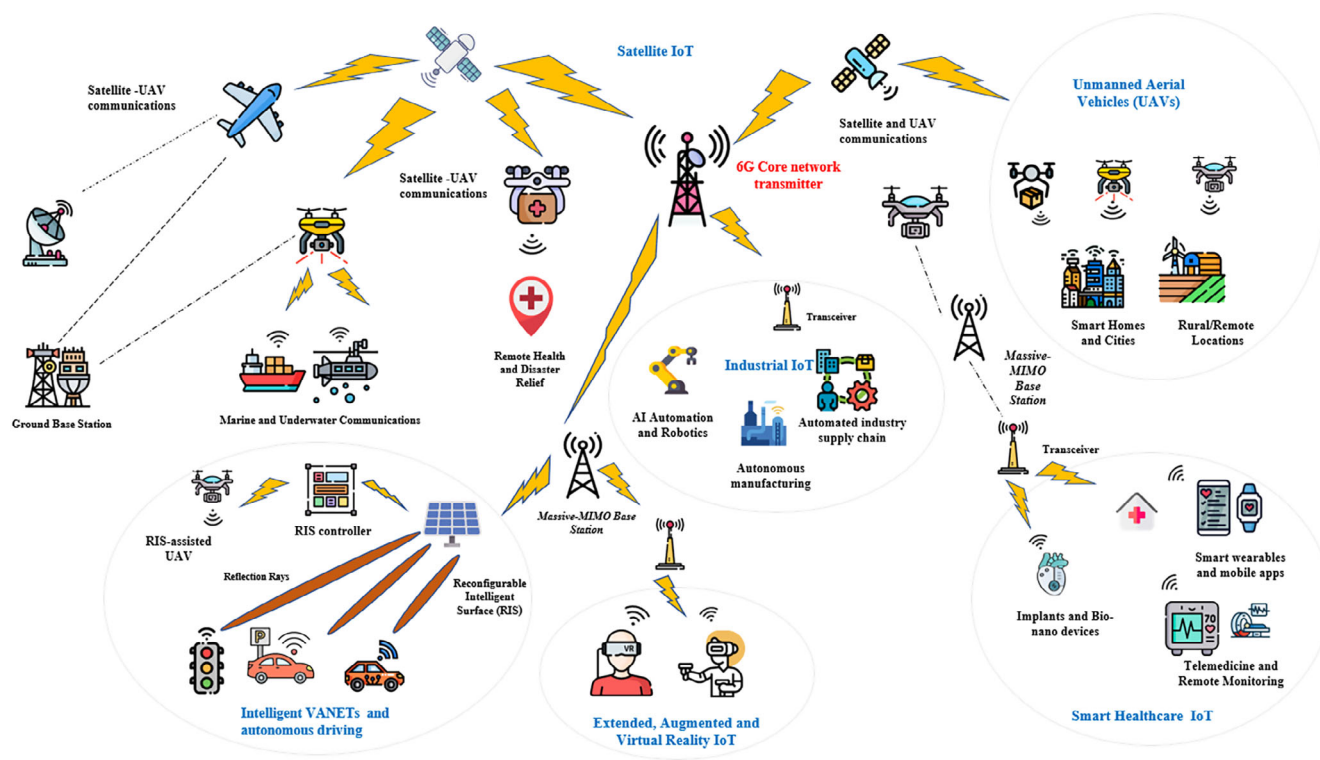 Satellite IoT
Satellite -UAV
communications
Unmanned Aerial
Vehicles (UAVs)
Satellite and UAV
communications
6G Core network
transmitter
Satellite -UAV
communications
Transceiver
Smart Homes
and Cities
Rural/Remote
Locations
Massive-
MIMO
Base
Station
Remote Health
and Disaster
Relief
Industrial IoT
Ground Base Station
Marine and Underwater Communications
AI Automation
and Robotics
Automated industry
supply chain
Autonomous
manufacturing
Transceiver
RIS controller
RIS-assisted
UAV
Massive-MIMO Base
Station
Reflection Rays
Reconfigurable
Intelligent
Surface (RIS)
Smart wearables
and mobile apps
Implants and Bio-
nano devices
70
P
VR
Telemedicine and
Remote Monitoring
Intelligent VANETs and
autonomous driving
Extended, Augmented and
Virtual Reality IoT
Smart Healthcare IoT